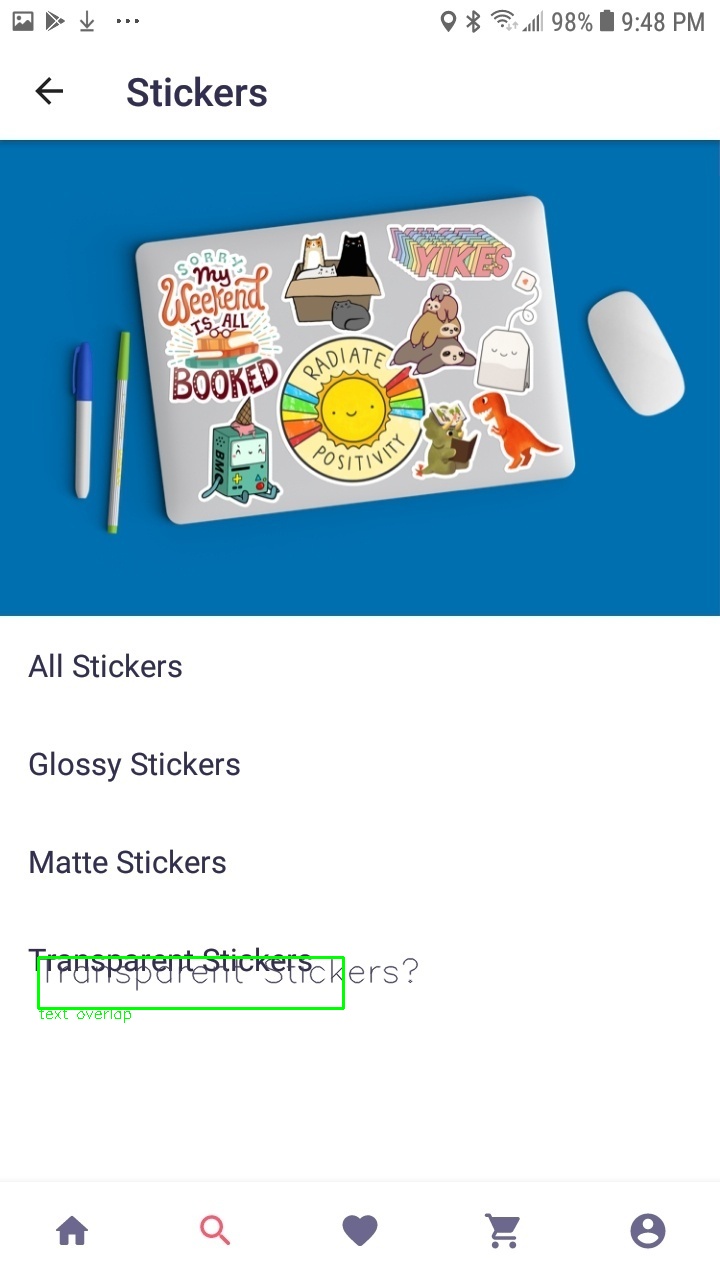 98% 9:48 PM
Stickers
SORRY,
My
Weekend
IS ALL
BOOKED
YIKES
RADIATE
POSITIVITY
BMO
All Stickers
Glossy Stickers
Matte Stickers
Transparent Stickers
Transparent Stickers?
text overlap